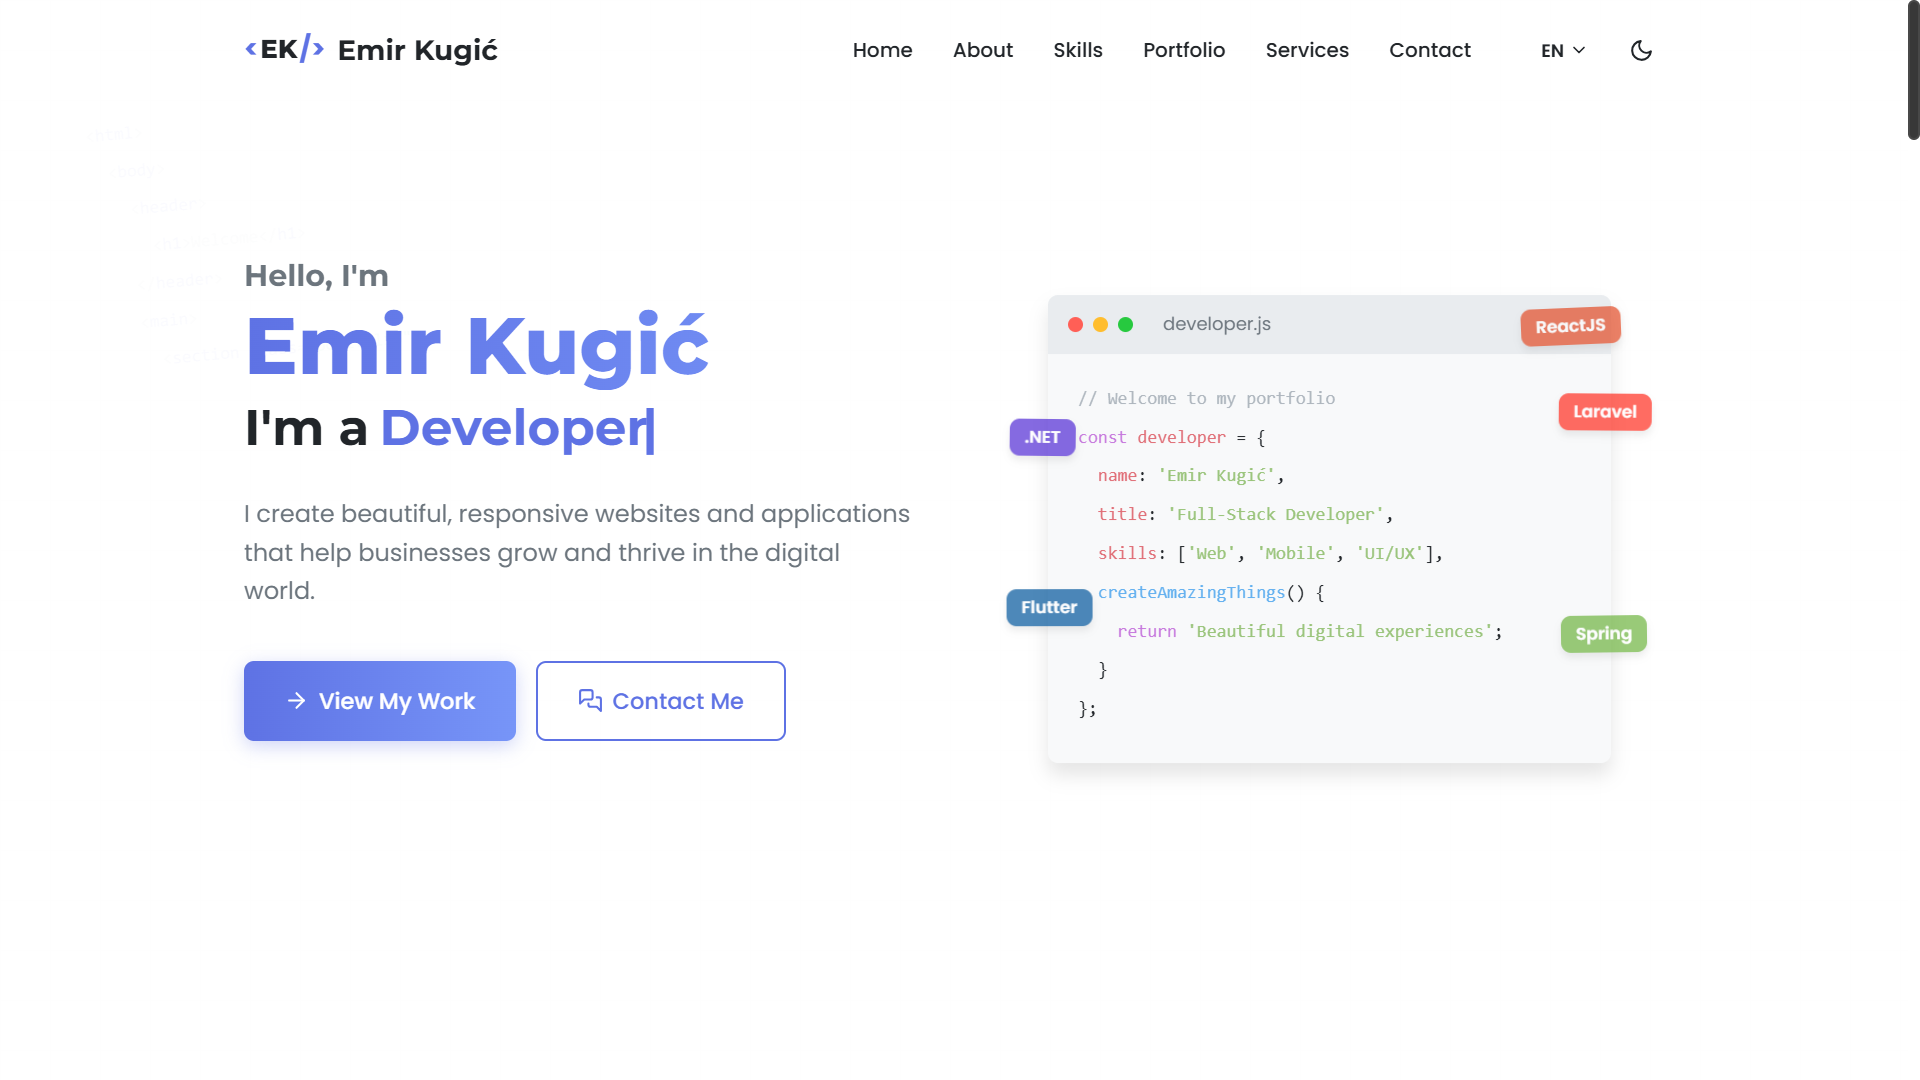 <EK/> Emir Kugić
Home About Skills Portfolio Services Contact EN
body
header
section
Hello, I'm
Emir Kugić
I'm a Developer
I create beautiful, responsive websites and applications
that help businesses grow and thrive in the digital
world.
View My Work Contact Me
developer.js
ReactJS
// Welcome to my portfolio
Laravel
.NET
const developer = {
name: 'Emir Kugić',
title: 'Full-Stack Developer',
skills: ['Web', 'Mobile', 'UI/UX'],
createAmazingThings() {
Flutter
return 'Beautiful digital experiences';
Spring
}
};